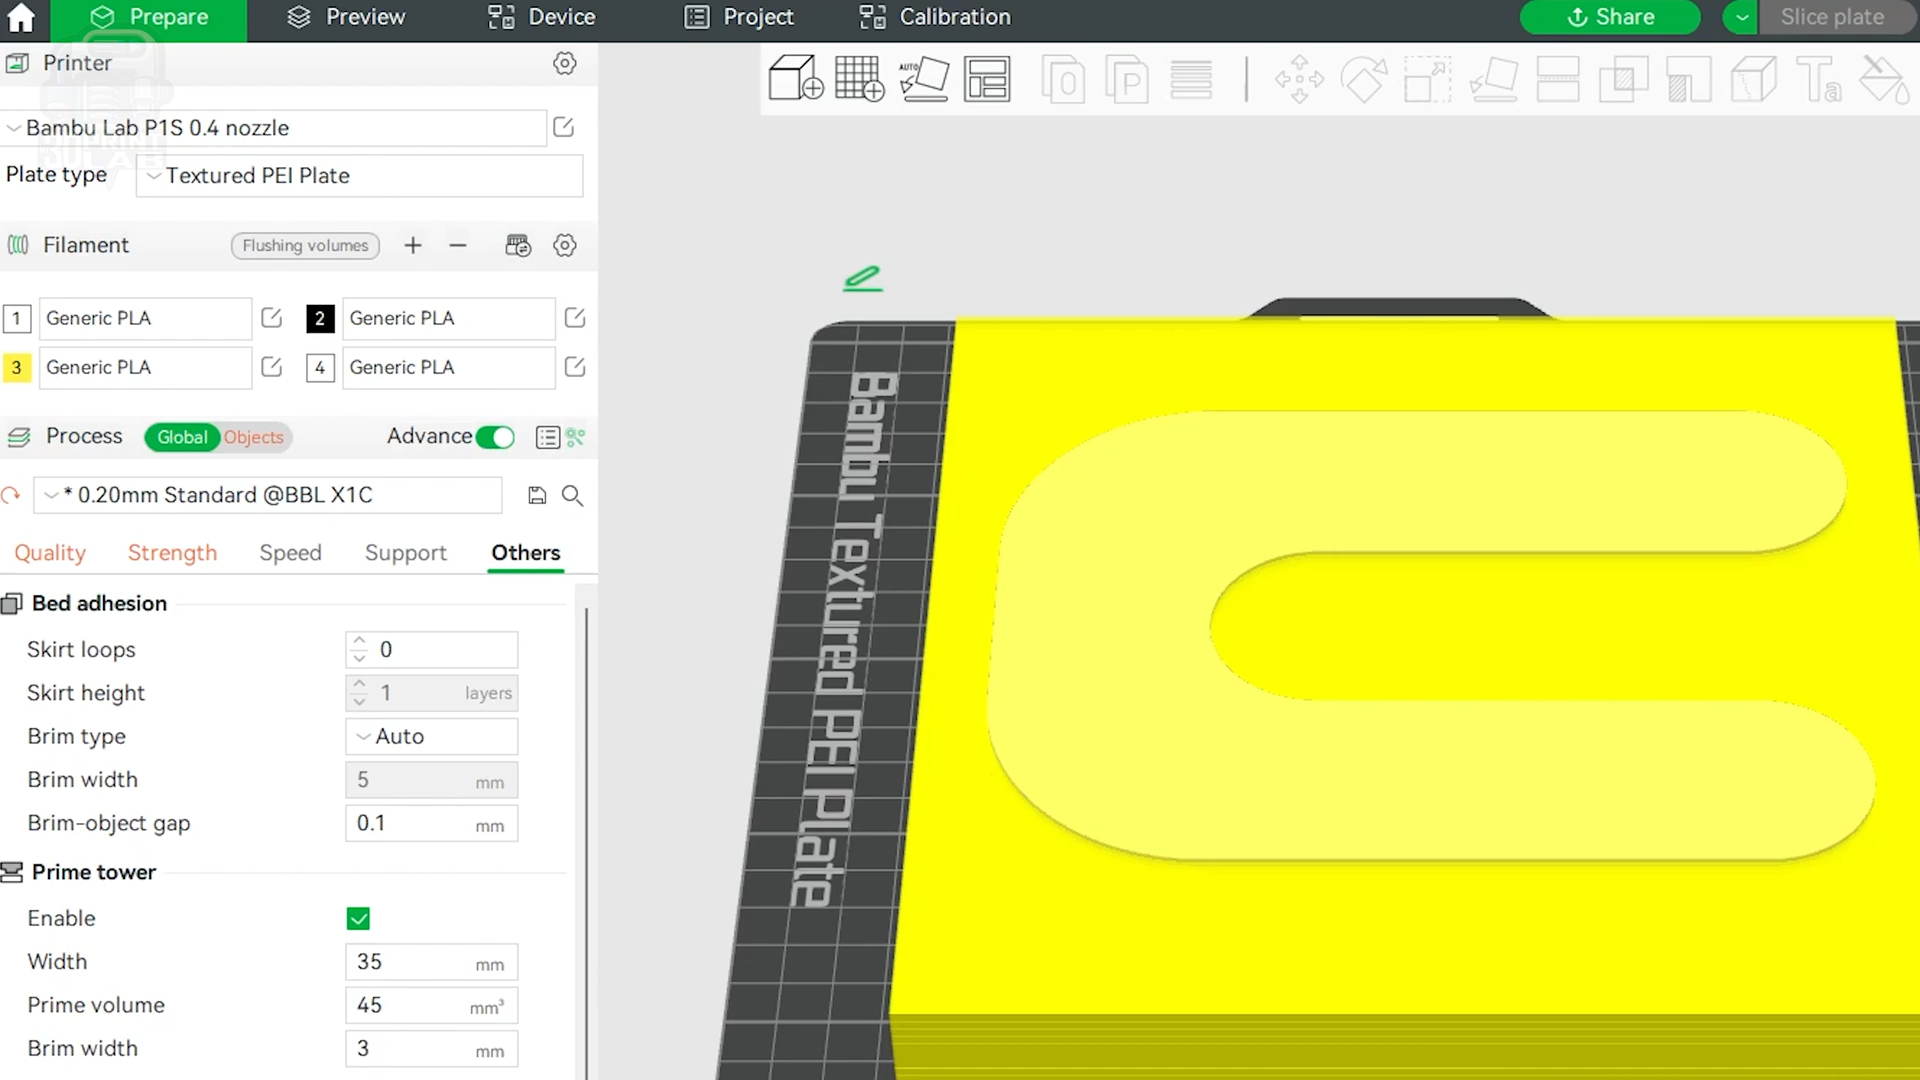 Prepare
Preview
Device
Project
Calibration
Share
Slice plate
Printer
Bambu Lab P1S 0.4 nozzle
Plate type
Textured PEI Plate
Filament
Flushing volumes
1 Generic PLA
2 Generic PLA
3 Generic PLA
4 Generic PLA
Process
Global
Objects
Advance
* 0.20mm Standard @BBL X1C
Quality
Strength
Speed
Support
Others
Bed adhesion
Skirt loops 0
Skirt height 1 layers
Brim type Auto
Brim width 5 mm
Brim-object gap 0.1 mm
Prime tower
Enable
Width 35 mm
Prime volume 45 mm³
Brim width 3 mm
AUTO
O
P
Ta
Bambu Textured PEI Plate